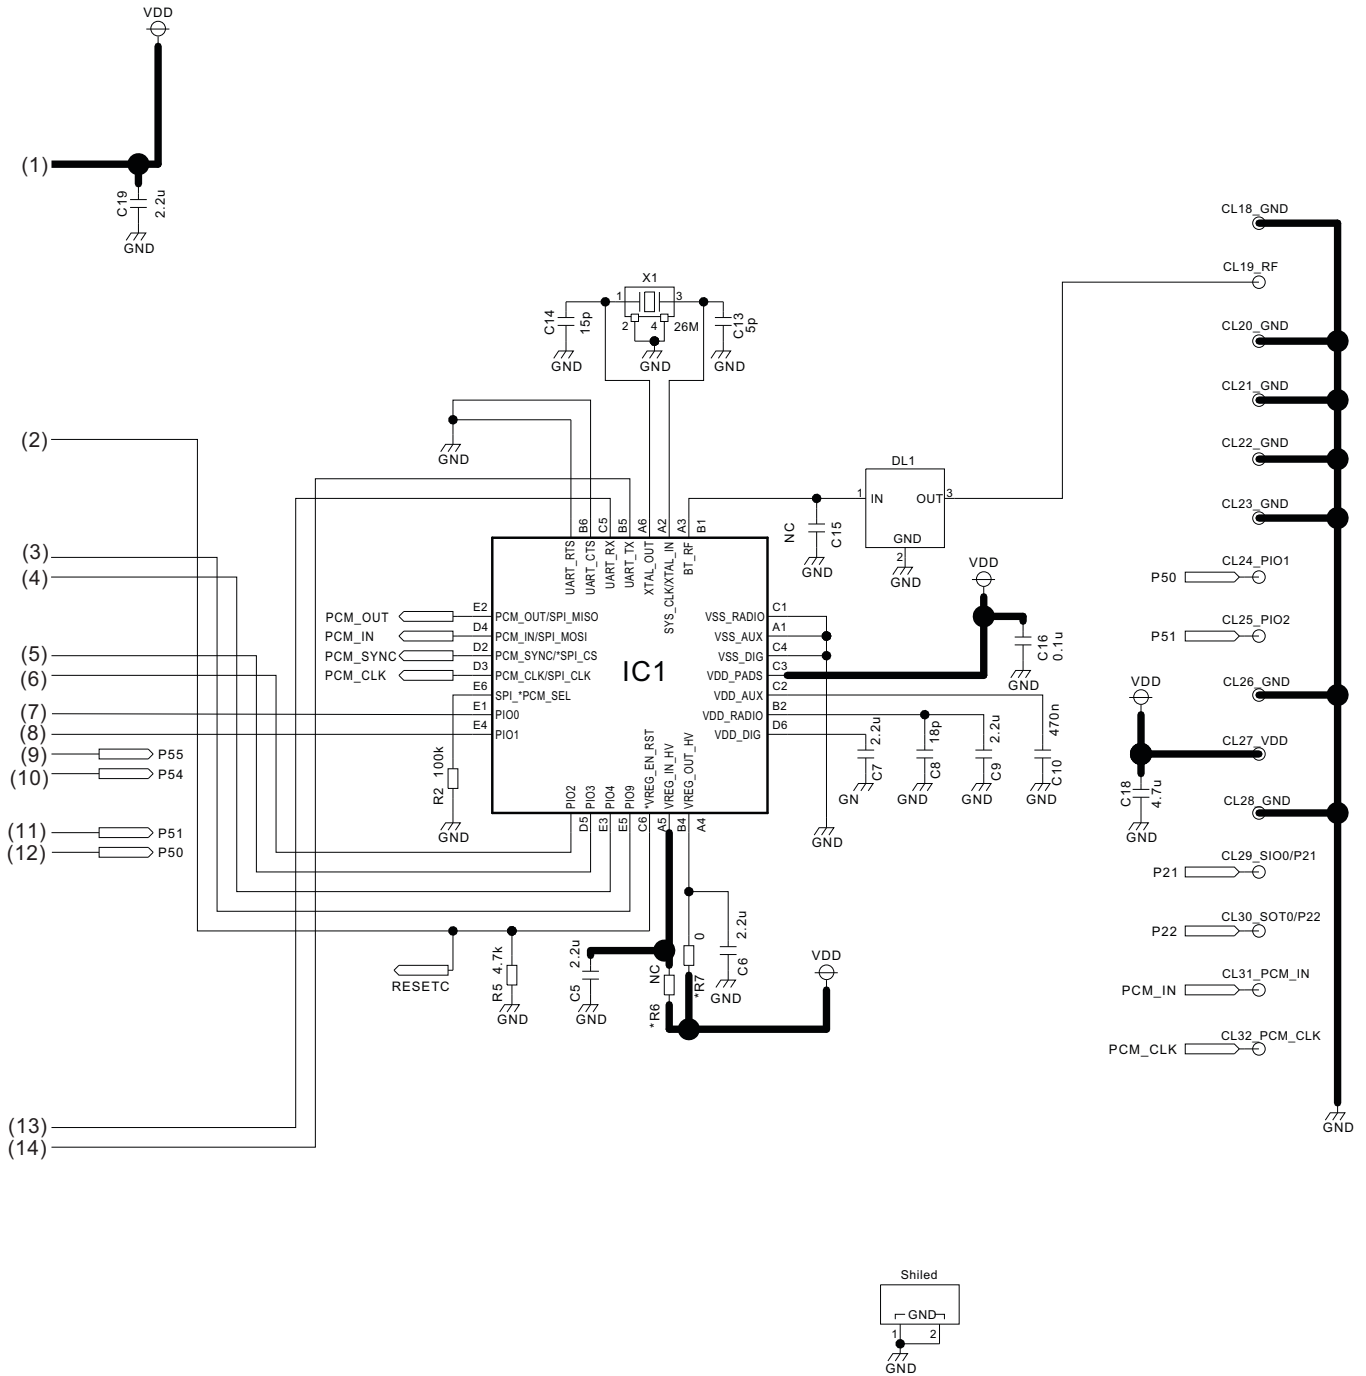 VDD
(1)
C19
2.2u
GND
CL18_GND
CL19_RF
CL20_GND
CL21_GND
CL22_GND
CL23_GND
CL24_PIO1
P50
CL25_PIO2
P51
CL26_GND
VDD
CL27_VDD
C18
4.7u
GND
CL28_GND
CL29_SIO0/P21
P21
CL30_SOT0/P22
P22
CL31_PCM_IN
PCM_IN
CL32_PCM_CLK
PCM_CLK
GND
X1
1
3
2
4
26M
C14
15p
GND
GND
C13
5p
GND
(2)
GND
DL1
1
IN
OUT
3
GND
2
GND
NC
C15
GND
B6
C5
B5
A6
A2
A3
B1
UART_RTS
UART_CTS
UART_RX
UART_TX
XTAL_OUT
SYS_CLK/XTAL_IN
BT_RF
(3)
(4)
PCM_OUT
E2
PCM_OUT/SPI_MISO
PCM_IN
D4
PCM_IN/SPI_MOSI
PCM_SYNC
D2
PCM_SYNC/*SPI_CS
PCM_CLK
D3
PCM_CLK/SPI_CLK
E6
SPI_*PCM_SEL
E1
PIO0
E4
PIO1
IC1
VSS_RADIO
C1
VSS_AUX
A1
VSS_DIG
C4
VDD_PADS
C3
VDD_AUX
C2
VDD_RADIO
B2
VDD_DIG
D6
VDD
C16
0.1u
GND
(5)
(6)
(7)
(8)
(9)
P55
(10)
P54
(11)
P51
(12)
P50
R2 100k
GND
PIO2
PIO3
PIO4
PIO9
*VREG_EN_RST
VREG_IN_HV
VREG_OUT_HV
D5
E3
E5
C6
A5
B4
A4
2.2u
C7
GN
18p
C8
GND
2.2u
C9
GND
470n
C10
GND
GND
RESETC
R5 4.7k
GND
C5 2.2u
GND
NC
*R6
0
*R7
2.2u
C6
GND
VDD
(13)
(14)
Shiled
GND
1
2
GND